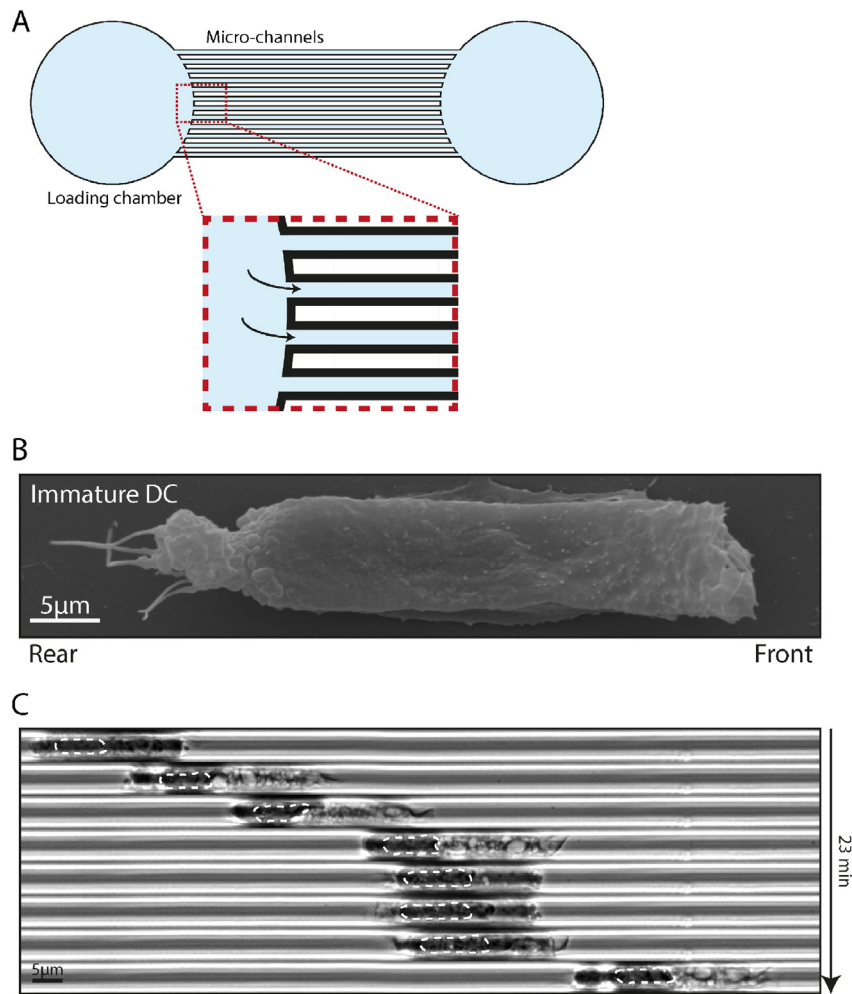 A
Micro-channels
Loading chamber
B
Immature DC
5μm
Rear
Front
C
23 min
5μm